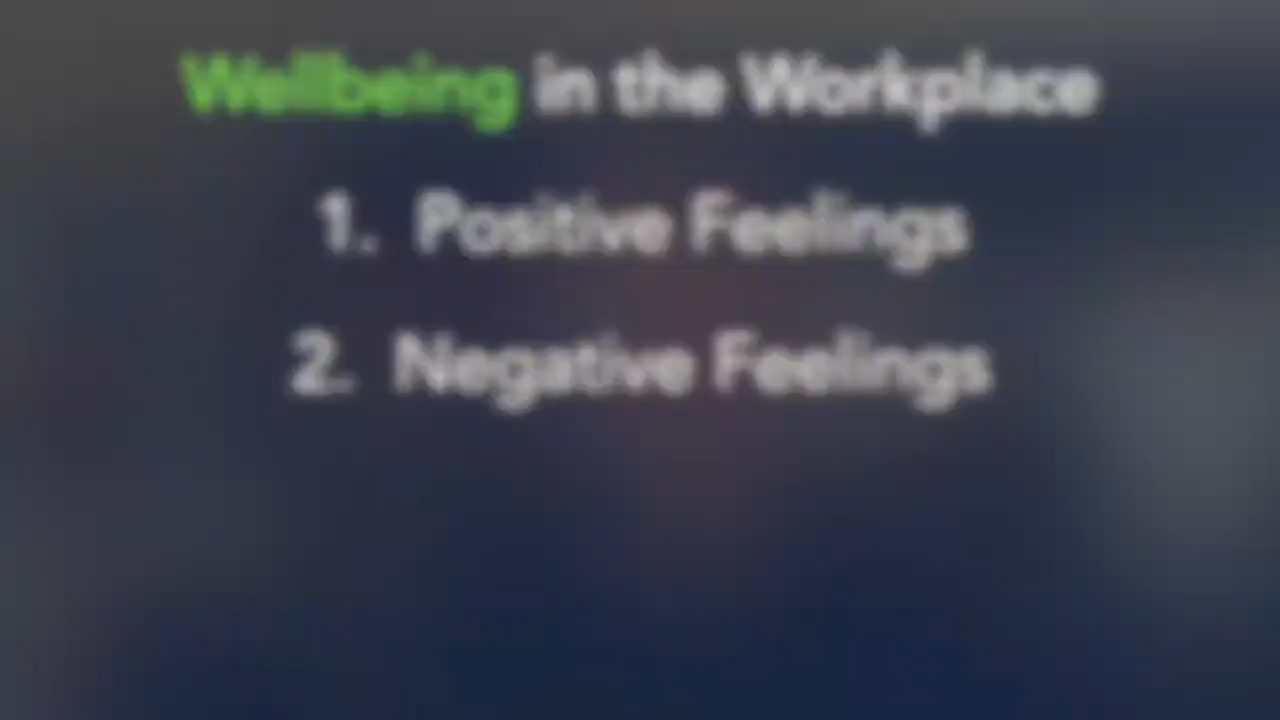 Wellbeing in the Workplace
1. Positive Feelings
2. Negative Feelings